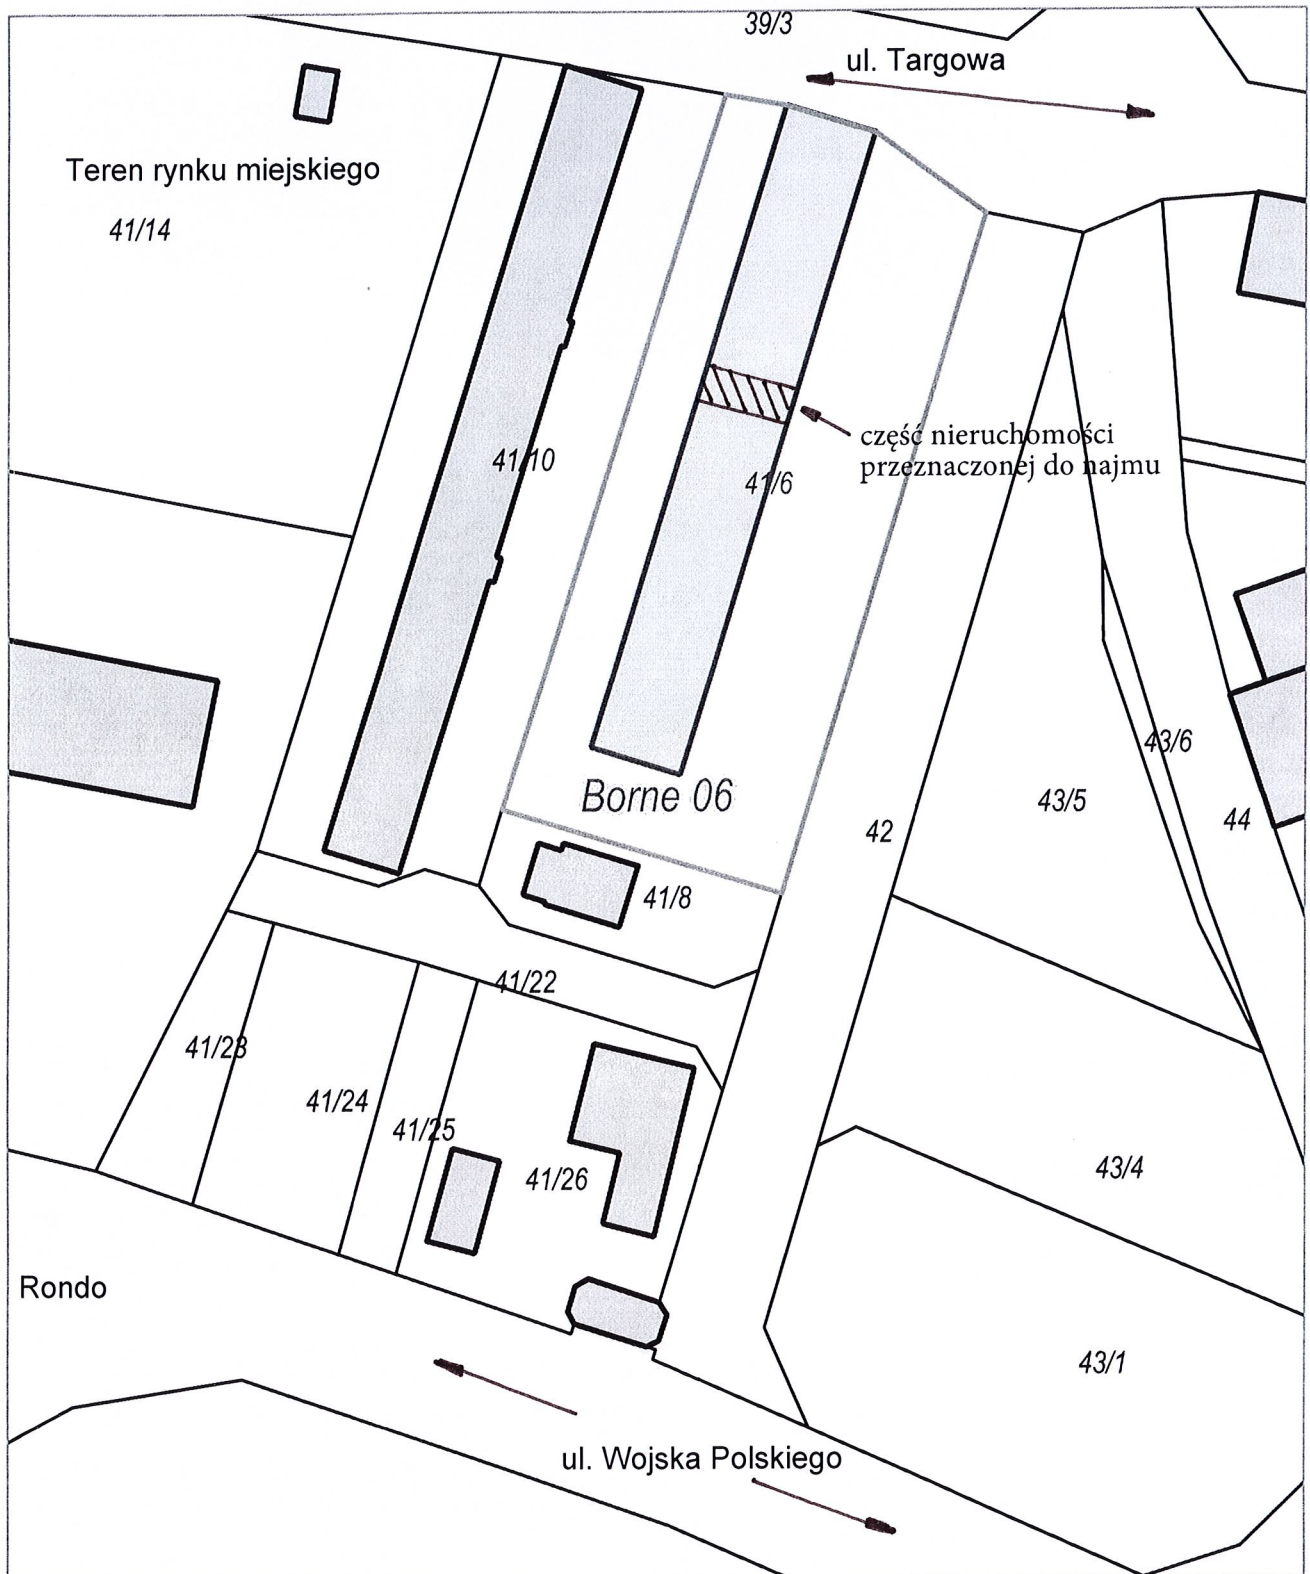 39/3
ul. Targowa
Teren rynku miejskiego
41/14
część nieruchomości
przeznaczonej do najmu
41/10
41/6
43/6
Borne 06
43/5
44
42
41/8
41/22
41/23
41/24
41/25
41/26
43/4
Rondo
43/1
ul. Wojska Polskiego